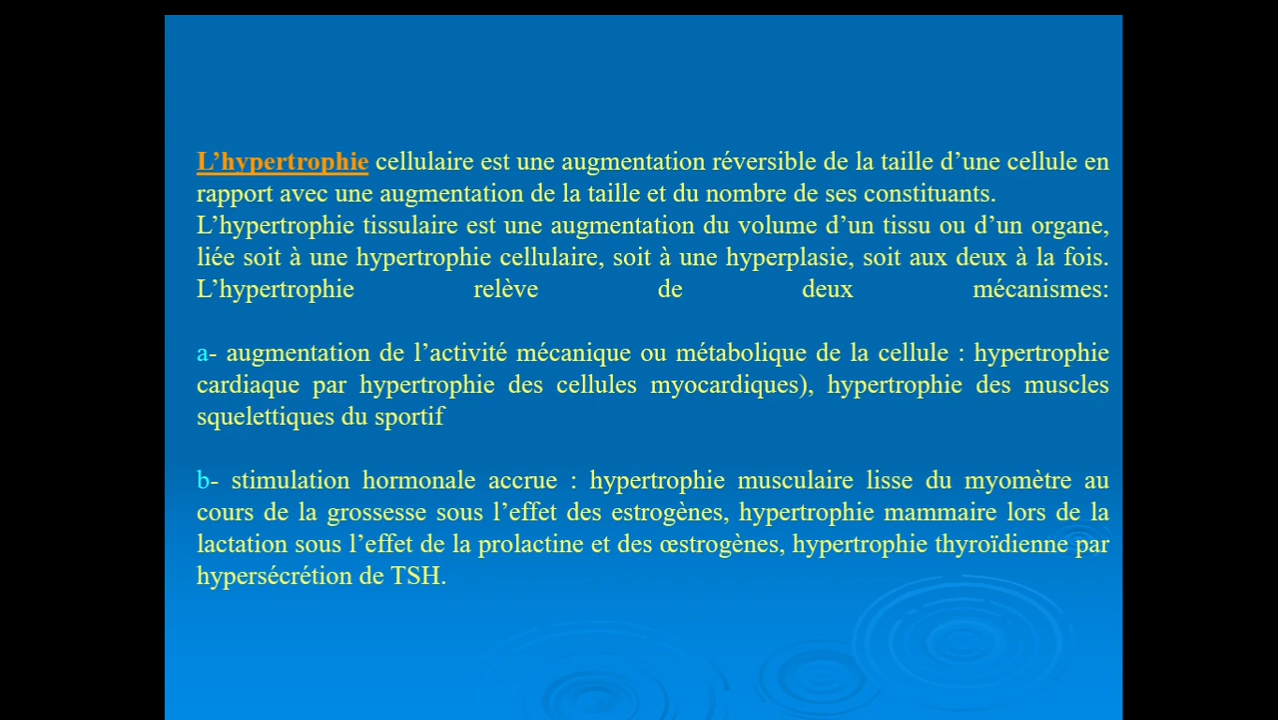 L’hypertrophie cellulaire est une augmentation réversible de la taille d’une cellule en
rapport avec une augmentation de la taille et du nombre de ses constituants.
L’hypertrophie tissulaire est une augmentation du volume d’un tissu ou d’un organe,
liée soit à une hypertrophie cellulaire, soit à une hyperplasie, soit aux deux à la fois.
L’hypertrophie relève de deux mécanismes:
a- augmentation de l’activité mécanique ou métabolique de la cellule : hypertrophie
cardiaque par hypertrophie des cellules myocardiques), hypertrophie des muscles
squelettiques du sportif
b- stimulation hormonale accrue : hypertrophie musculaire lisse du myomètre au
cours de la grossesse sous l’effet des estrogènes, hypertrophie mammaire lors de la
lactation sous l’effet de la prolactine et des œstrogènes, hypertrophie thyroïdienne par
hypersécrétion de TSH.